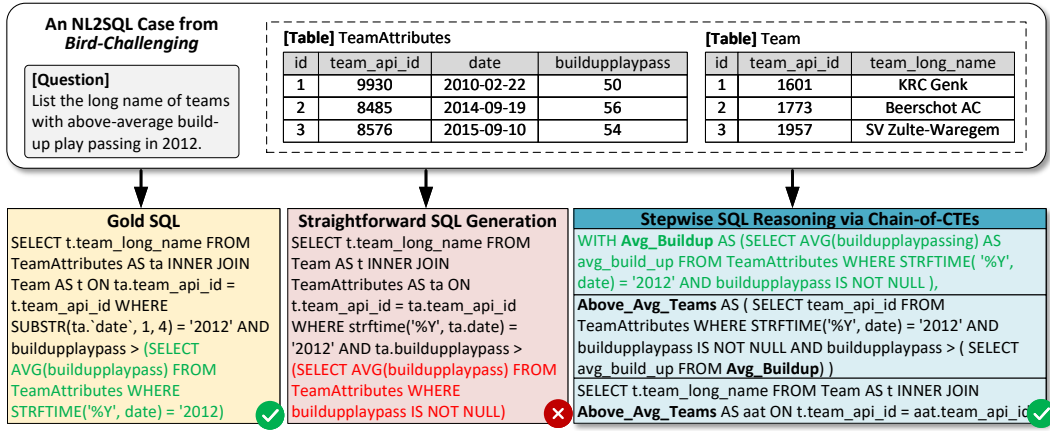 An NL2SQL Case from
Bird-Challenging
[Question]
List the long name of teams
with above-average build-
up play passing in 2012.
[Table] TeamAttributes
id team_api_id date buildupplaypass
1 9930 2010-02-22 50
2 8485 2014-09-19 56
3 8576 2015-09-10 54
[Table] Team
id team_api_id team_long_name
1 1601 KRC Genk
2 1773 Beerschot AC
3 1957 SV Zulte-Waregem
Gold SQL
SELECT t.team_long_name FROM
TeamAttributes AS ta INNER JOIN
Team AS t ON ta.team_api_id =
t.team_api_id WHERE
SUBSTR(ta.`date`, 1, 4) = '2012' AND
buildupplaypass > (SELECT
AVG(buildupplaypass) FROM
TeamAttributes WHERE
STRFTIME('%Y', date) = '2012)
Straightforward SQL Generation
SELECT t.team_long_name FROM
Team AS t INNER JOIN
TeamAttributes AS ta ON
t.team_api_id = ta.team_api_id
WHERE strftime('%Y', ta.date) =
'2012' AND ta.buildupplaypass >
(SELECT AVG(buildupplaypass) FROM
TeamAttributes WHERE
buildupplaypass IS NOT NULL)
Stepwise SQL Reasoning via Chain-of-CTEs
WITH Avg_Buildup AS (SELECT AVG(buildupplaypassing) AS
avg_build_up FROM TeamAttributes WHERE STRFTIME( '%Y',
date) = '2012' AND buildupplaypass IS NOT NULL ),
Above_Avg_Teams AS ( SELECT team_api_id FROM
TeamAttributes WHERE STRFTIME('%Y', date) = '2012' AND
buildupplaypass IS NOT NULL AND buildupplaypass > ( SELECT
avg_build_up FROM Avg_Buildup) )
SELECT t.team_long_name FROM Team AS t INNER JOIN
Above_Avg_Teams AS aat ON t.team_api_id = aat.team_api_id